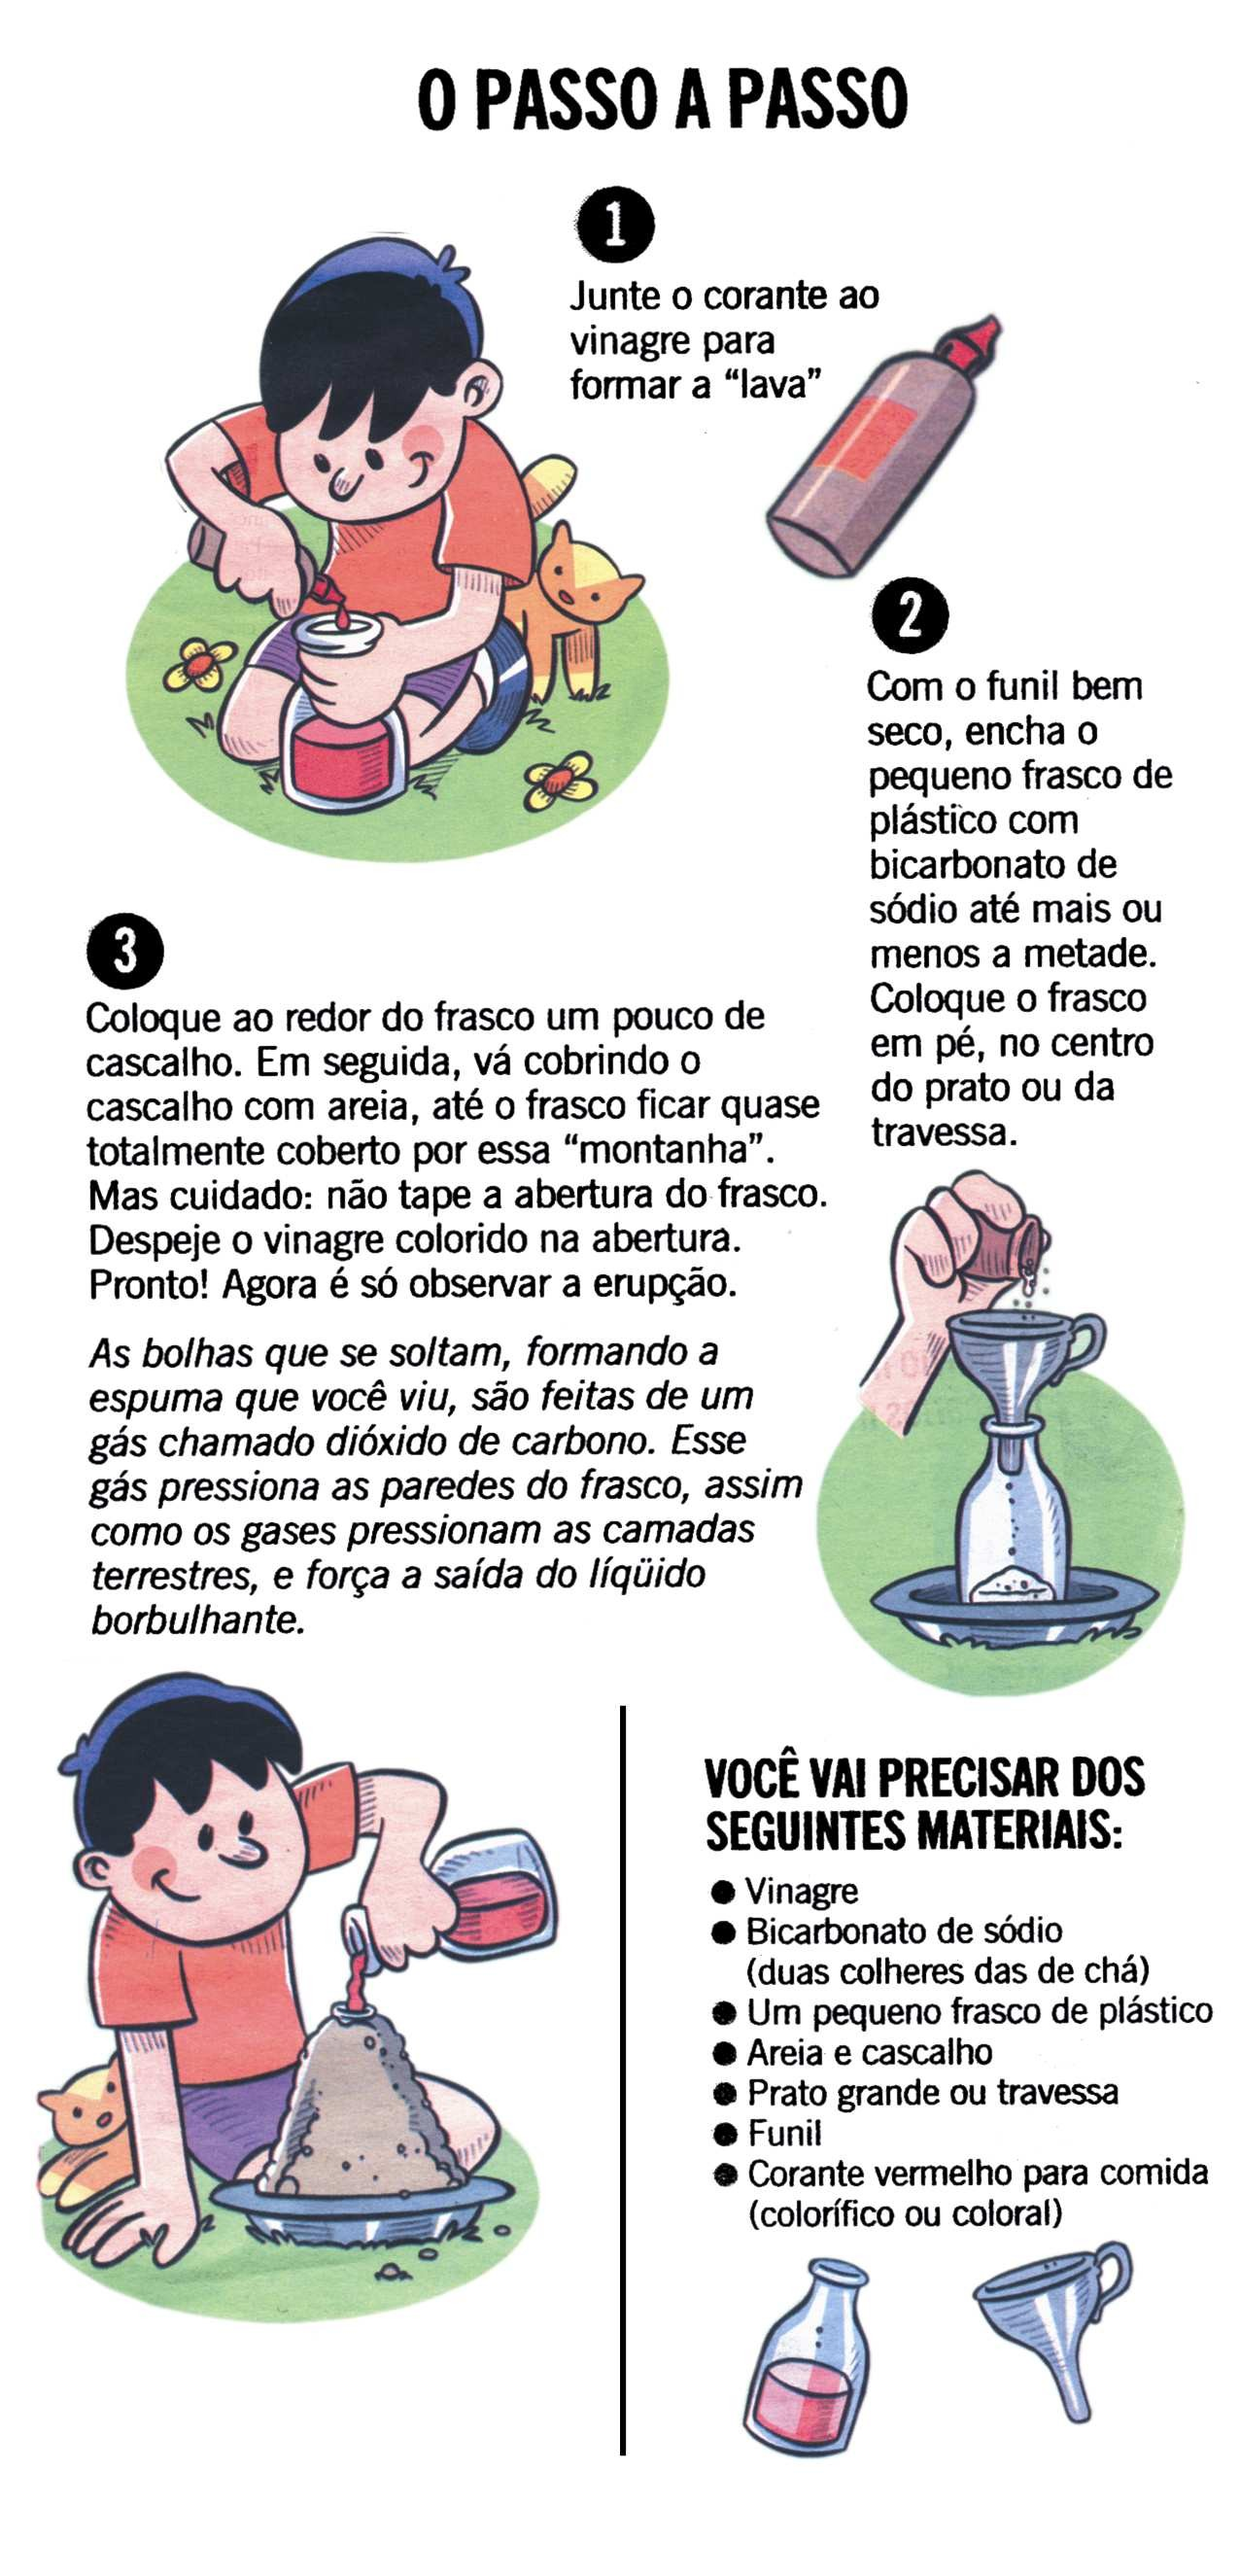 O PASSO A PASSO
1
Junte o corante ao
vinagre para
formar a “lava”
2
Com o funil bem
seco, encha o
pequeno frasco de
plástico com
bicarbonato de
sódio até mais ou
menos a metade.
Coloque o frasco
em pé, no centro
do prato ou da
travessa.
3
Coloque ao redor do frasco um pouco de
cascalho. Em seguida, vá cobrindo o
cascalho com areia, até o frasco ficar quase
totalmente coberto por essa “montanha”.
Mas cuidado: não tape a abertura do frasco.
Despeje o vinagre colorido na abertura.
Pronto! Agora é só observar a erupção.
As bolhas que se soltam, formando a
espuma que você viu, são feitas de um
gás chamado dióxido de carbono. Esse
gás pressiona as paredes do frasco, assim
como os gases pressionam as camadas
terrestres, e força a saída do líqüido
borbulhante.
VOCÊ VAI PRECISAR DOS
SEGUINTES MATERIAIS:
● Vinagre
● Bicarbonato de sódio
(duas colheres das de chá)
● Um pequeno frasco de plástico
● Areia e cascalho
● Prato grande ou travessa
● Funil
● Corante vermelho para comida
(colorífico ou coloral)